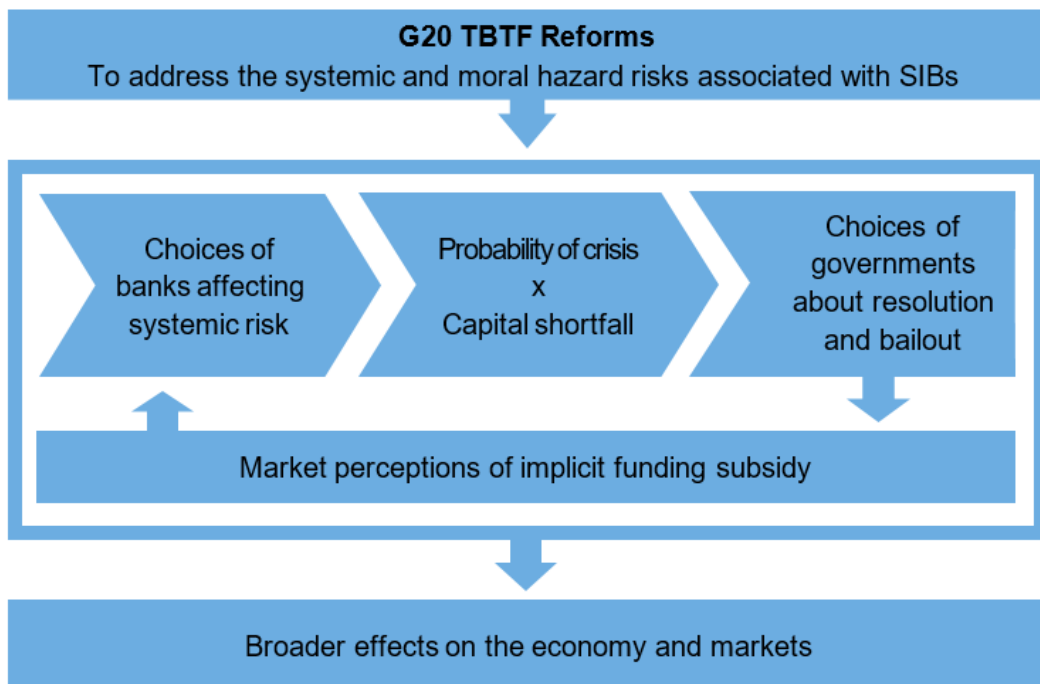 G20 TBTF Reforms
To address the systemic and moral hazard risks associated with SIBs
Choices of
banks affecting
systemic risk
Probability of crisis
x
Capital shortfall
Choices of
governments
about resolution
and bailout
Market perceptions of implicit funding subsidy
Broader effects on the economy and markets